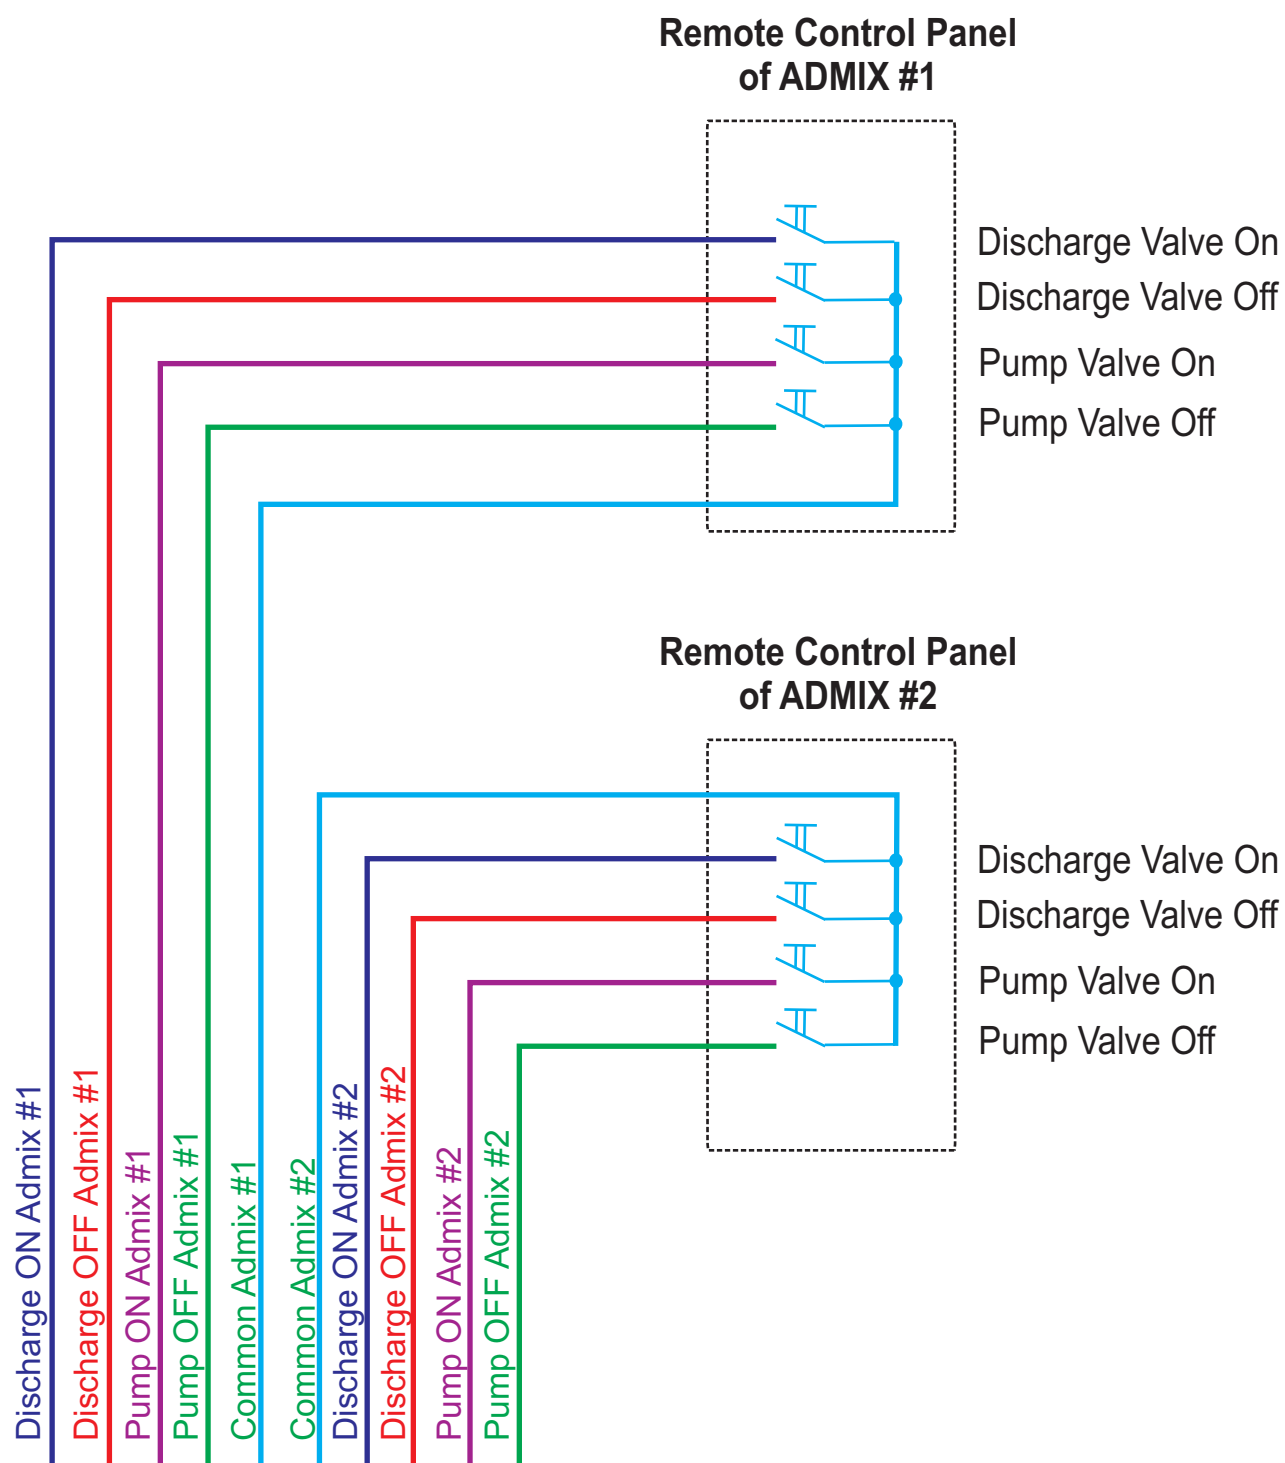 Remote Control Panel
of ADMIX #1
Discharge Valve On
Discharge Valve Off
Pump Valve On
Pump Valve Off
Remote Control Panel
of ADMIX #2
Discharge Valve On
Discharge Valve Off
Pump Valve On
Pump Valve Off
Discharge ON Admix #1
Discharge OFF Admix #1
Pump ON Admix #1
Pump OFF Admix #1
Common Admix #1
Common Admix #2
Discharge ON Admix #2
Discharge OFF Admix #2
Pump ON Admix #2
Pump OFF Admix #2